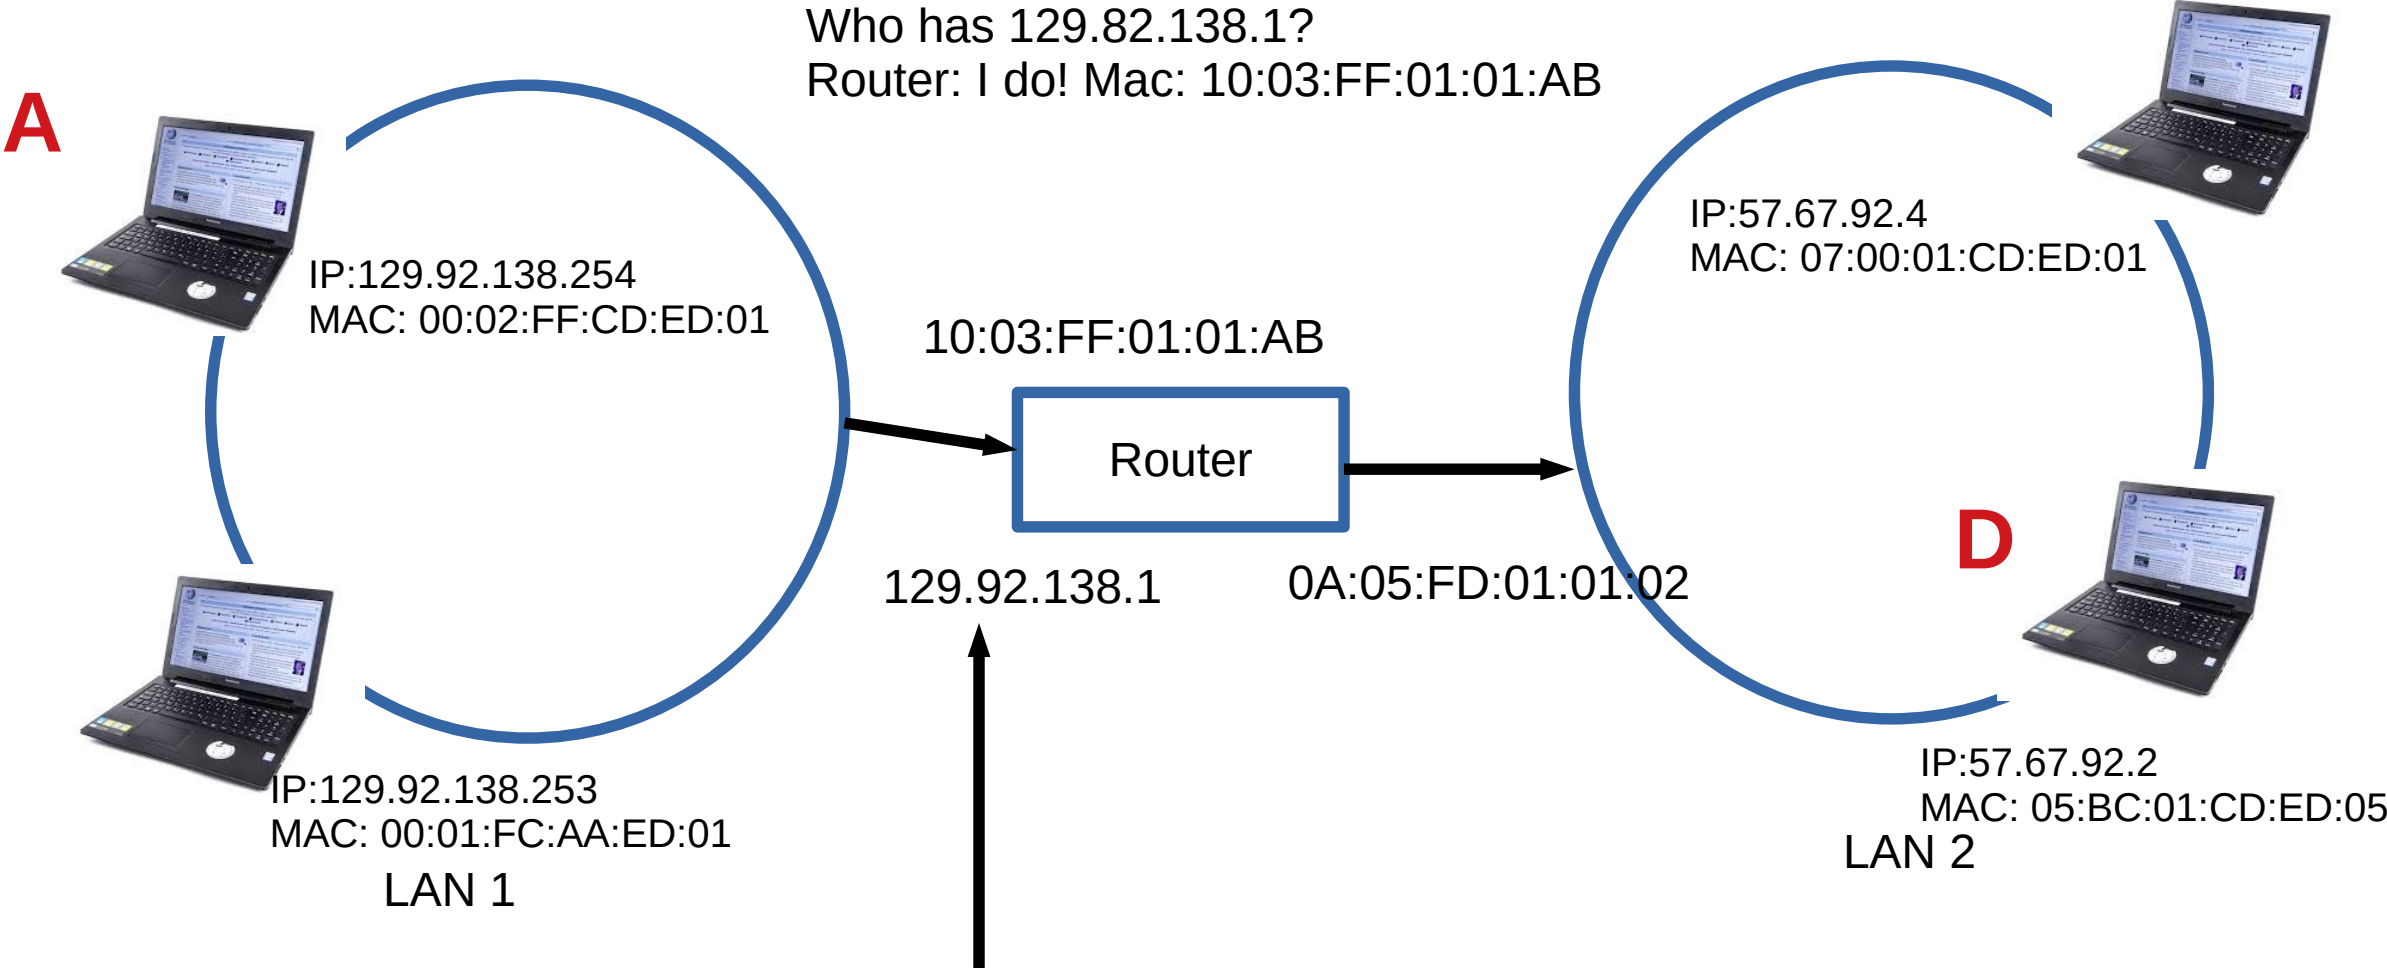 Who has 129.82.138.1?
Router: I do! Mac: 10:03:FF:01:01:AB
A
IP:129.92.138.254
MAC: 00:02:FF:CD:ED:01
IP:57.67.92.4
MAC: 07:00:01:CD:ED:01
10:03:FF:01:01:AB
Router
129.92.138.1
0A:05:FD:01:01:02
D
IP:129.92.138.253
MAC: 00:01:FC:AA:ED:01
LAN 1
IP:57.67.92.2
MAC: 05:BC:01:CD:ED:05
LAN 2